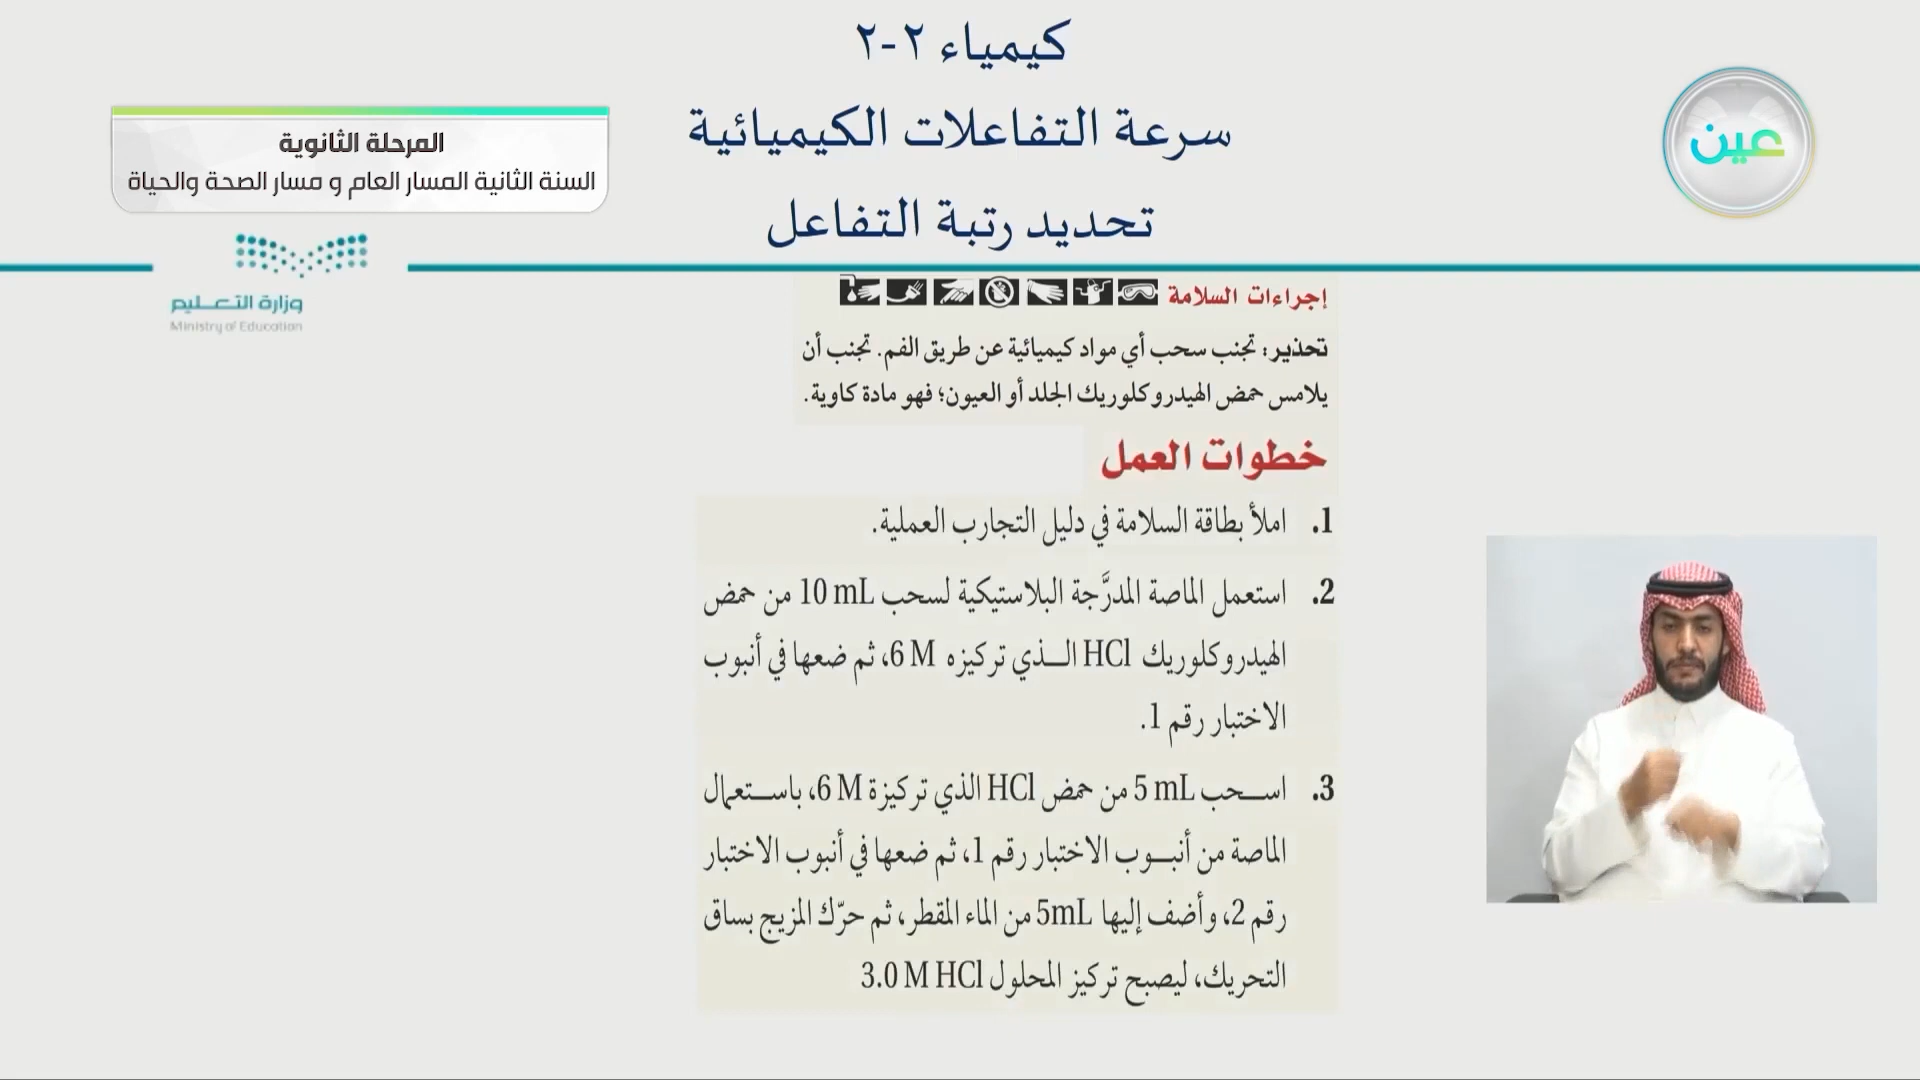 كيمياء ٢-٢
سرعة التفاعلات الكيميائية
تحديد رتبة التفاعل
عين
المرحلة الثانوية
السنة الثانية المسار العام و مسار الصحة والحياة
وزارة التعليم
Ministry of Education
إجراءات السلامة
تحذير: تجنب سحب أي مواد كيميائية عن طريق الفم. تجنب أن
يلامس حمض الهيدروكلوريك الجلد أو العيون؛ فهو مادة كاوية.
خطوات العمل
1. املأ بطاقة السلامة في دليل التجارب العملية.
2. استعمل الماصة المدرَّجة البلاستيكية لسحب 10 mL من حمض
الهيدروكلوريك HCl الذي تركيزه 6 M، ثم ضعها في أنبوب
الاختبار رقم 1.
3. اسحب 5 mL من حمض HCl الذي تركيزة 6 M، باستعمال
الماصة من أنبوب الاختبار رقم 1، ثم ضعها في أنبوب الاختبار
رقم 2، وأضف إليها 5mL من الماء المقطر، ثم حرّك المزيج بساق
التحريك، ليصبح تركيز المحلول 3.0 M HCl